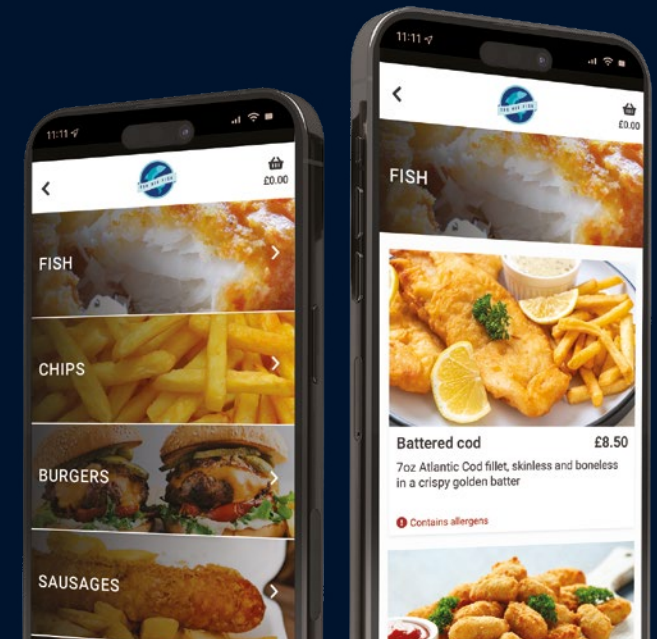 11:11
£0.00
FISH
CHIPS
BURGERS
SAUSAGES
11:11
£0.00
FISH
Battered cod £8.50
7oz Atlantic Cod fillet, skinless and boneless
in a crispy golden batter
Contains allergens